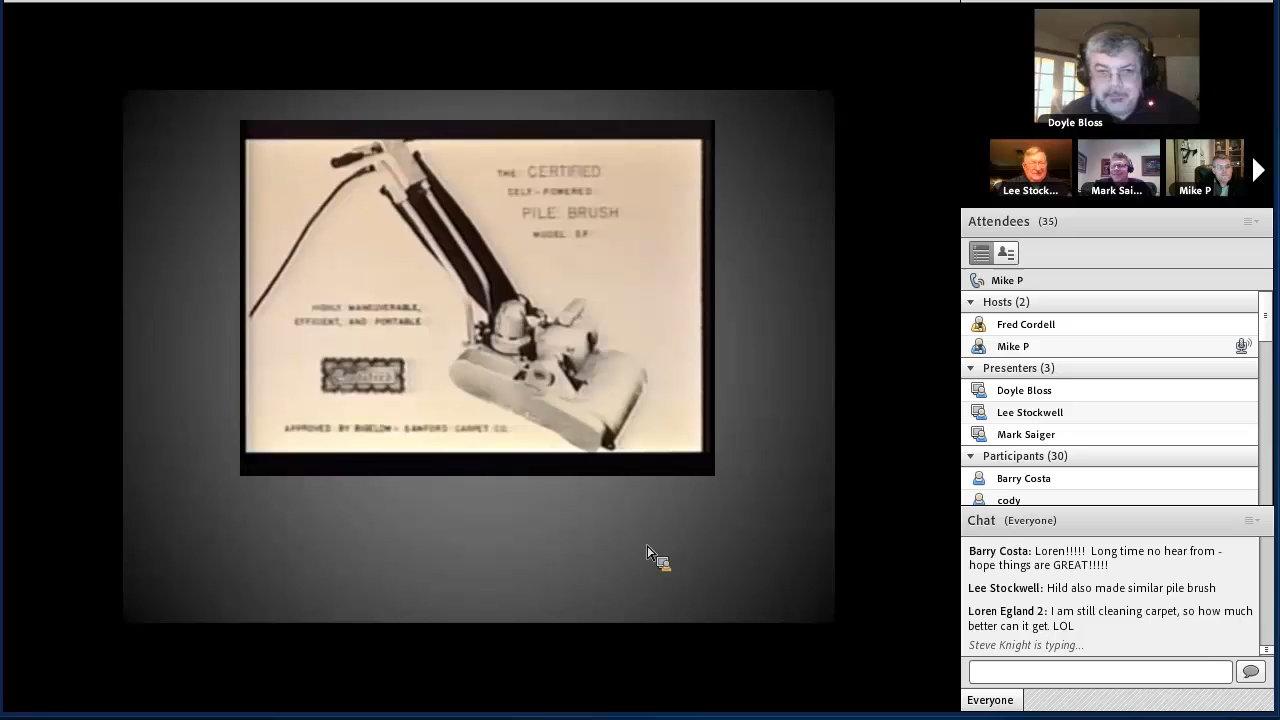 THE CERTIFIED
SELF-POWERED
PILE BRUSH
HIGHLY MANEUVERABLE,
EFFICIENT, AND PORTABLE
APPROVED BY BIGELOW - SANFORD CARPET CO.
Doyle Bloss
Lee Stock...
Mark Sai...
Mike P
Attendees (35)
Mike P
Hosts (2)
Fred Cordell
Mike P
Presenters (3)
Doyle Bloss
Lee Stockwell
Mark Saiger
Participants (30)
Barry Costa
cody
Chat (Everyone)
Barry Costa: Loren!!!!! Long time no hear from -
hope things are GREAT!!!!!
Lee Stockwell: Hild also made similar pile brush
Loren Egland 2: I am still cleaning carpet, so how much
better can it get. LOL
Steve Knight is typing...
Everyone